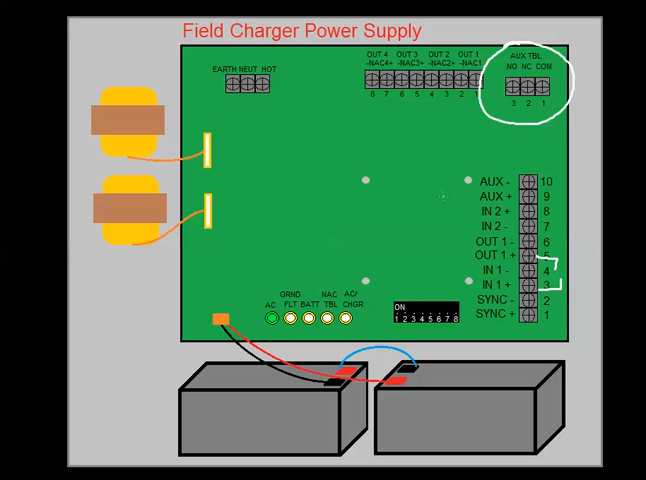 Field Charger Power Supply
EARTH NEUT HOT
OUT 4 OUT 3 OUT 2 OUT 1
-NAC4+ -NAC3+ -NAC2+ -NAC1
8 7 6 5 4 3 2 1
AUX TBL
NO NC COM
3 2 1
AUX - 10
AUX + 9
IN 2 + 8
IN 2 - 7
OUT 1 - 6
OUT 1 + 5
IN 1 - 4
IN 1 + 3
SYNC - 2
SYNC + 1
GRND NAC AC/
AC FLT BATT TBL CHGR
ON
1 2 3 4 5 6 7 8